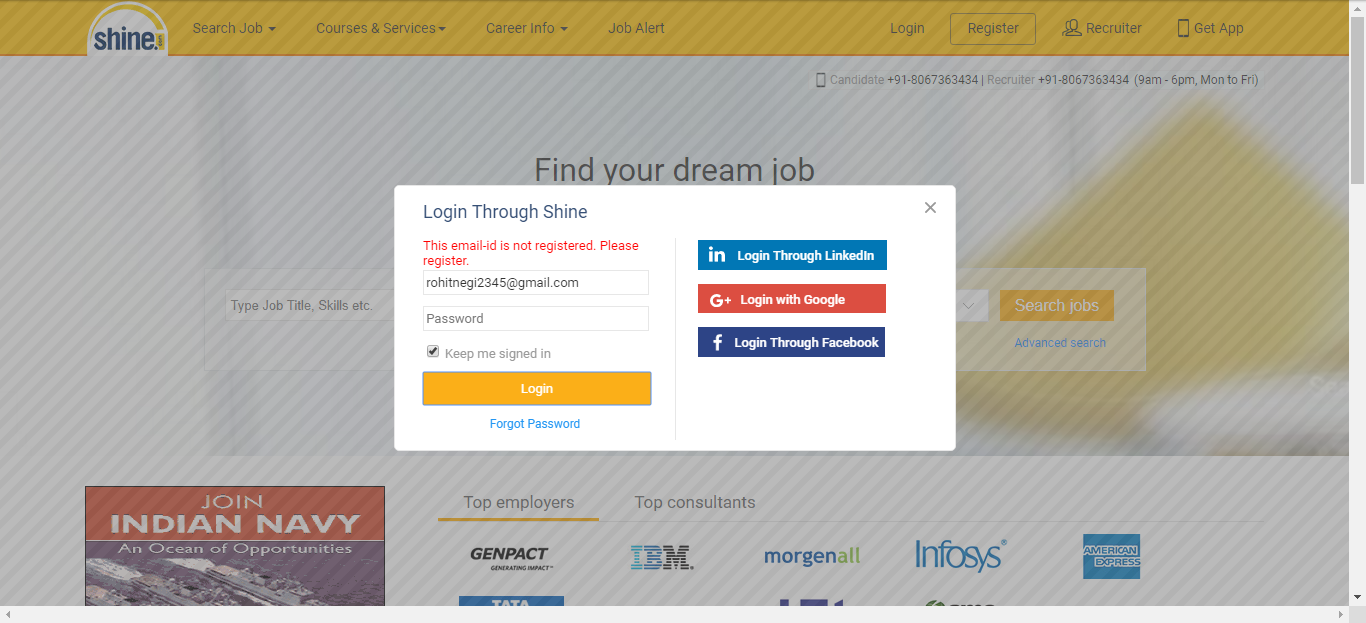 shine.
Search Job
Courses & Services
Career Info
Job Alert
Login
Register
Recruiter
Get App
Candidate +91-8067363434 | Recruiter +91-8067363434 (9am - 6pm, Mon to Fri)
Find your dream job
Login Through Shine
This email-id is not registered. Please
register.
rohitnegi2345@gmail.com
Password
Keep me signed in
Login
Forgot Password
in Login Through LinkedIn
G+ Login with Google
f Login Through Facebook
Type Job Title, Skills etc.
Search jobs
Advanced search
JOIN
INDIAN NAVY
An Ocean of Opportunities
Top employers
Top consultants
GENPACT
GENERATING IMPACT™
IBM®
morgenall
Infosys®
AMERICAN
EXPRESS
TATA